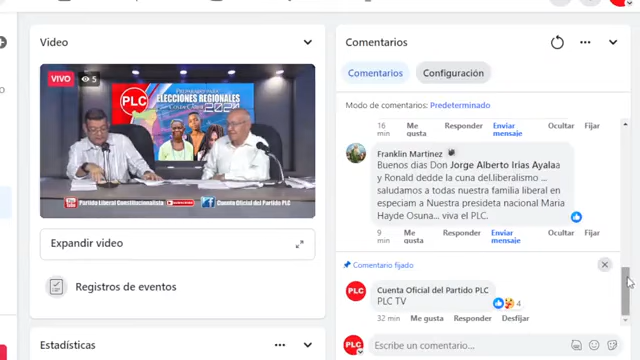 Video
VIVO 5
PLC
ELECCIONES REGIONALES
2024
Partido Liberal Constitucionalista
Cuenta Oficial del Partido PLC
Expandir video
Registros de eventos
Estadísticas
Comentarios
Comentarios Configuración
Modo de comentarios: Predeterminado
16 min Me gusta Responder Enviar mensaje Ocultar Fijar
Franklin Martinez
Buenos dias Don Jorge Alberto Irias Ayalaa
y Ronald dedde la cuna del.liberalismo ...
saludamos a todas nuestra familia liberal en
especiam a Nuestra presideta nacional Maria
Hayde Osuna... viva el PLC.
9 min Me gusta Responder Enviar mensaje Ocultar Fijar
Comentario fijado
PLC
Cuenta Oficial del Partido PLC
PLC TV
4
32 min Me gusta Responder Desfijar
PLC
Escribe un comentario...